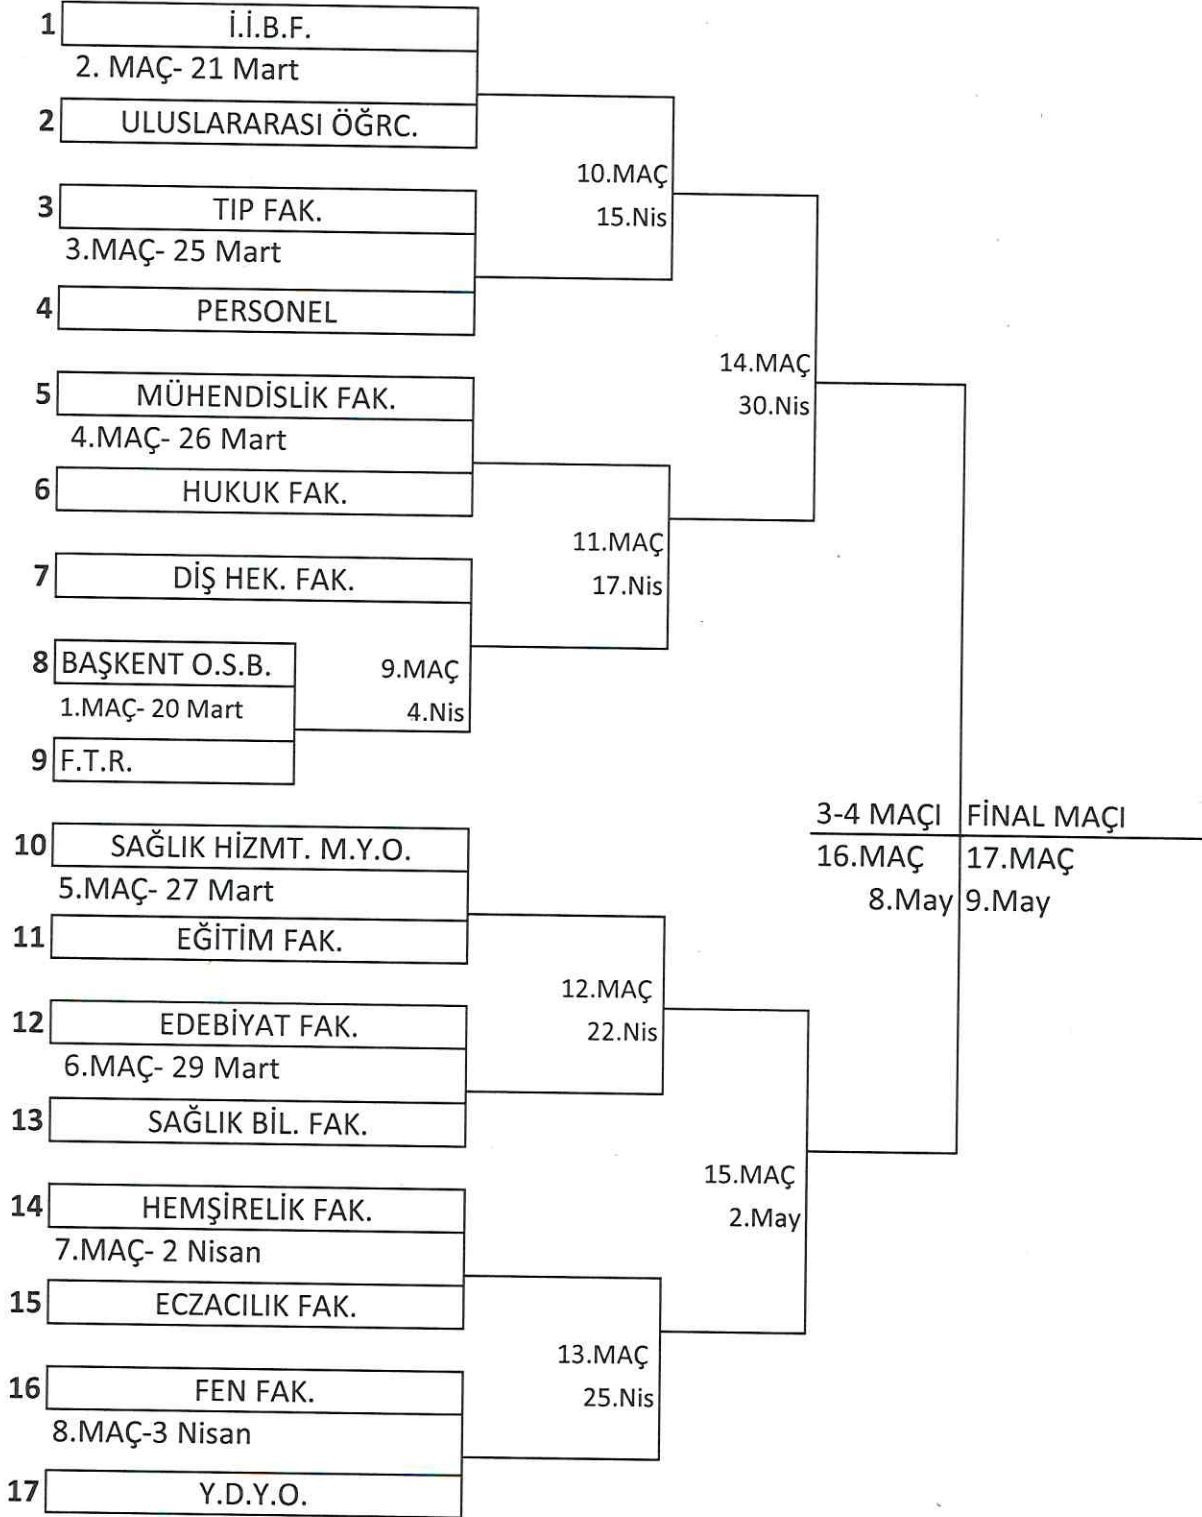 1 İ.İ.B.F.
2. MAÇ- 21 Mart
2 ULUSLARARASI ÖĞRC.
10.MAÇ
15.Nis
3 TIP FAK.
3.MAÇ- 25 Mart
4 PERSONEL
14.MAÇ
30.Nis
5 MÜHENDİSLİK FAK.
4.MAÇ- 26 Mart
6 HUKUK FAK.
11.MAÇ
17.Nis
7 DİŞ HEK. FAK.
8 BAŞKENT O.S.B.
9.MAÇ
1.MAÇ- 20 Mart
4.Nis
9 F.T.R.
3-4 MAÇI FİNAL MAÇI
16.MAÇ 17.MAÇ
8.May 9.May
10 SAĞLIK HİZMT. M.Y.O.
5.MAÇ- 27 Mart
11 EĞİTİM FAK.
12.MAÇ
22.Nis
12 EDEBİYAT FAK.
6.MAÇ- 29 Mart
13 SAĞLIK BİL. FAK.
15.MAÇ
2.May
14 HEMŞİRELİK FAK.
7.MAÇ- 2 Nisan
15 ECZACILIK FAK.
13.MAÇ
25.Nis
16 FEN FAK.
8.MAÇ-3 Nisan
17 Y.D.Y.O.